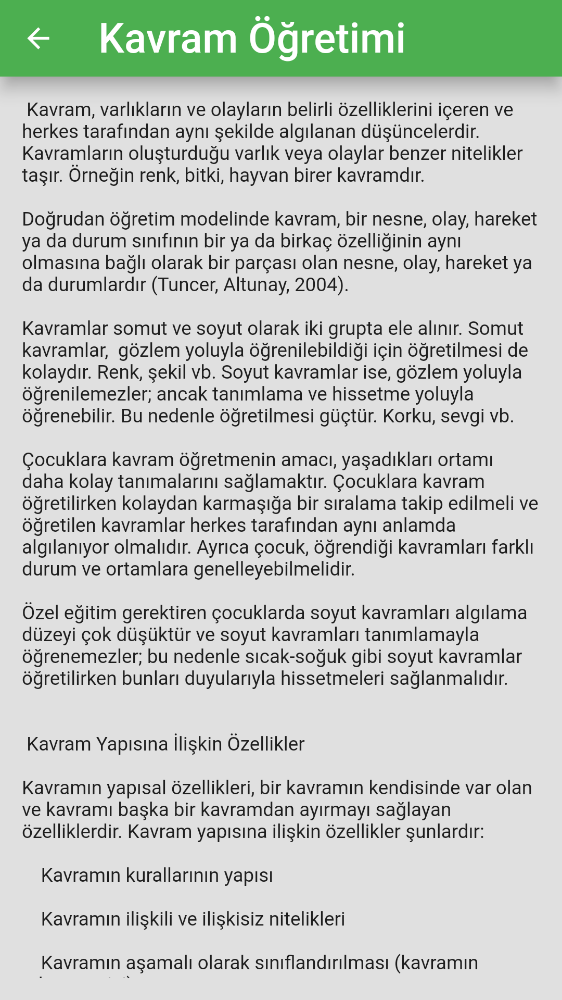 Kavram Öğretimi
Kavram, varlıkların ve olayların belirli özelliklerini içeren ve
herkes tarafından aynı şekilde algılanan düşüncelerdir.
Kavramların oluşturduğu varlık veya olaylar benzer nitelikler
taşır. Örneğin renk, bitki, hayvan birer kavramdır.
Doğrudan öğretim modelinde kavram, bir nesne, olay, hareket
ya da durum sınıfının bir ya da birkaç özelliğinin aynı
olmasına bağlı olarak bir parçası olan nesne, olay, hareket ya
da durumlardır (Tuncer, Altunay, 2004).
Kavramlar somut ve soyut olarak iki grupta ele alınır. Somut
kavramlar,  gözlem yoluyla öğrenilebildiği için öğretilmesi de
kolaydır. Renk, şekil vb. Soyut kavramlar ise, gözlem yoluyla
öğrenilemezler; ancak tanımlama ve hissetme yoluyla
öğrenebilir. Bu nedenle öğretilmesi güçtür. Korku, sevgi vb.
Çocuklara kavram öğretmenin amacı, yaşadıkları ortamı
daha kolay tanımalarını sağlamaktır. Çocuklara kavram
öğretilirken kolaydan karmaşığa bir sıralama takip edilmeli ve
öğretilen kavramlar herkes tarafından aynı anlamda
algılanıyor olmalıdır. Ayrıca çocuk, öğrendiği kavramları farklı
durum ve ortamlara genelleyebilmelidir.
Özel eğitim gerektiren çocuklarda soyut kavramları algılama
düzeyi çok düşüktür ve soyut kavramları tanımlamayla
öğrenemezler; bu nedenle sıcak-soğuk gibi soyut kavramlar
öğretilirken bunları duyularıyla hissetmeleri sağlanmalıdır.
Kavram Yapısına İlişkin Özellikler
Kavramın yapısal özellikleri, bir kavramın kendisinde var olan
ve kavramı başka bir kavramdan ayırmayı sağlayan
özelliklerdir. Kavram yapısına ilişkin özellikler şunlardır:
Kavramın kurallarının yapısı
Kavramın ilişkili ve ilişkisiz nitelikleri
Kavramın aşamalı olarak sınıflandırılması (kavramın